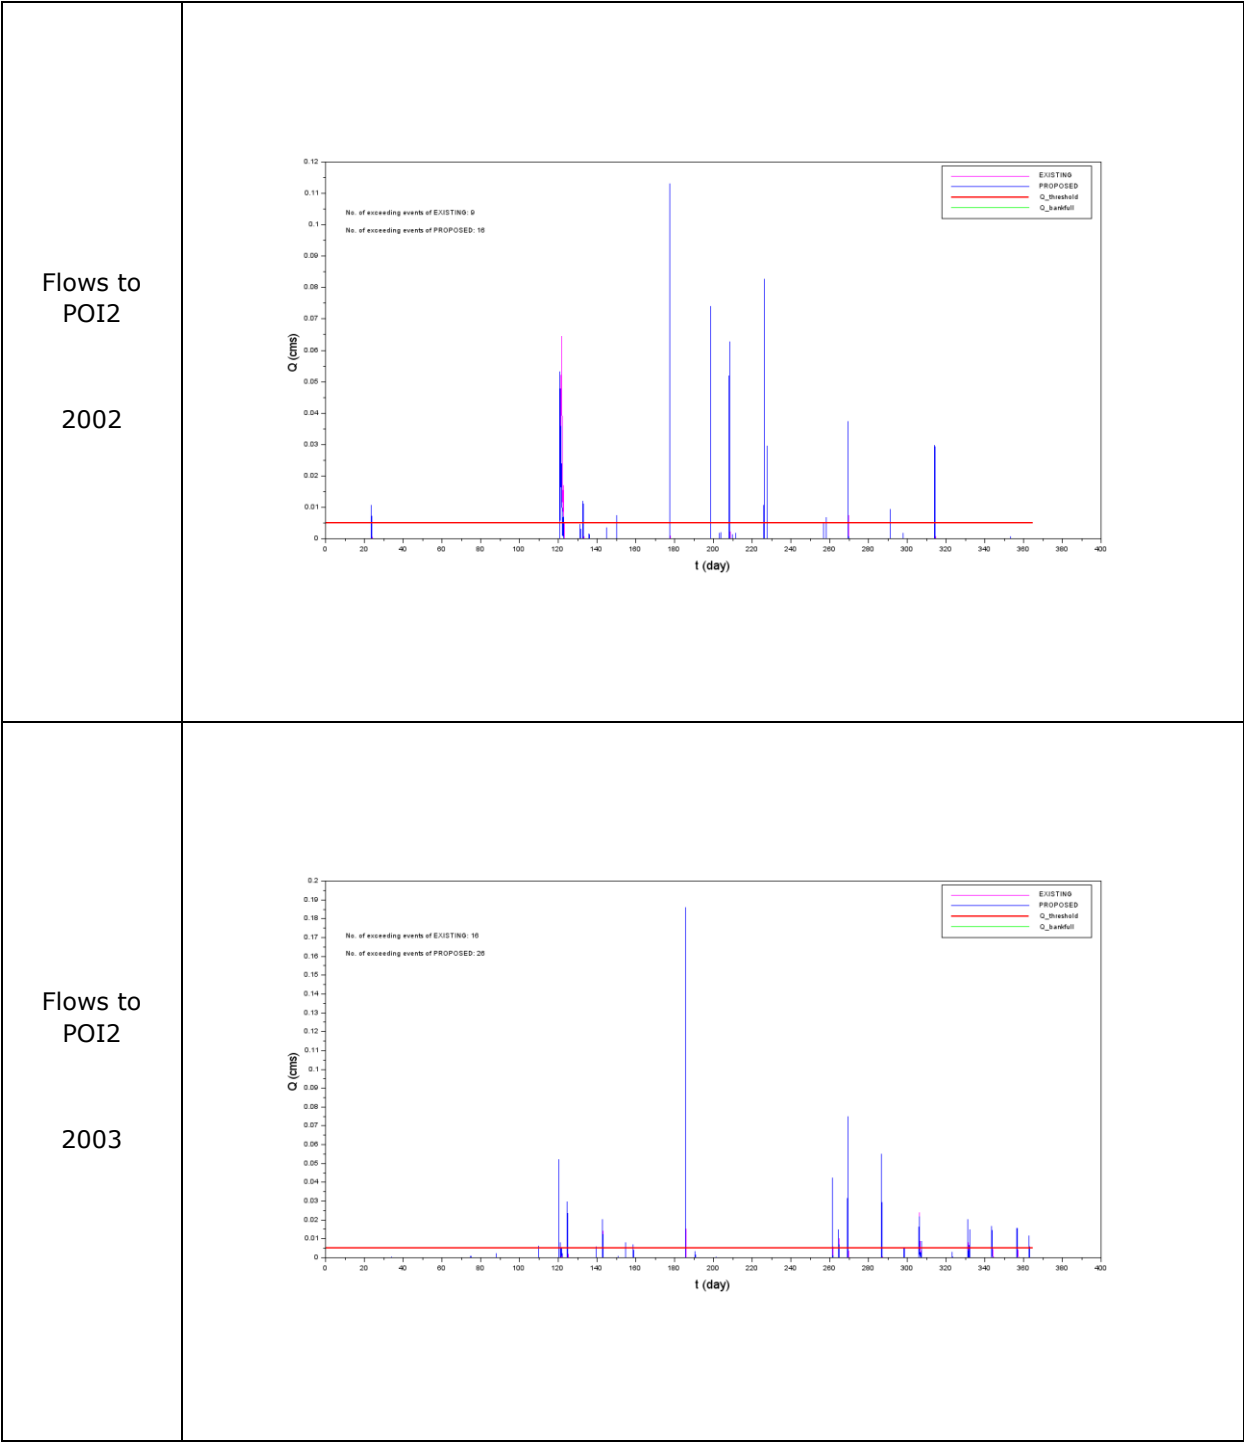 Flows to
POI2
2002
0.12
0.11
0.1
0.09
0.08
0.07
0.06
0.05
0.04
0.03
0.02
0.01
0
Q (cms)
No. of exceeding events of EXISTING: 9
No. of exceeding events of PROPOSED: 16
EXISTING
PROPOSED
Q_threshold
Q_bankfull
0 20 40 60 80 100 120 140 160 180 200 220 240 260 280 300 320 340 360 380 400
t (day)
Flows to
POI2
2003
0.2
0.19
0.18
0.17
0.16
0.15
0.14
0.13
0.12
0.11
0.1
0.09
0.08
0.07
0.06
0.05
0.04
0.03
0.02
0.01
0
Q (cms)
No. of exceeding events of EXISTING: 16
No. of exceeding events of PROPOSED: 26
EXISTING
PROPOSED
Q_threshold
Q_bankfull
0 20 40 60 80 100 120 140 160 180 200 220 240 260 280 300 320 340 360 380 400
t (day)